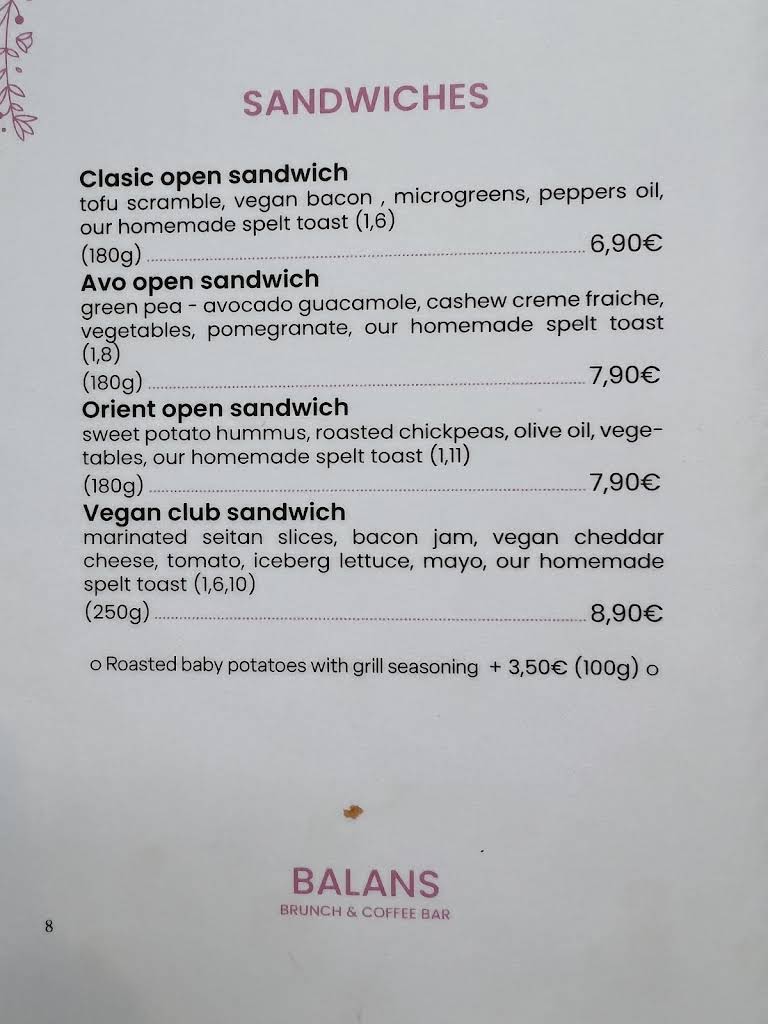 SANDWICHES
Clasic open sandwich
tofu scramble, vegan bacon , microgreens, peppers oil,
our homemade spelt toast (1,6)
(180g) ........ 6,90€
Avo open sandwich
green pea - avocado guacamole, cashew creme fraiche,
vegetables, pomegranate, our homemade spelt toast
(1,8)
(180g) ........ 7,90€
Orient open sandwich
sweet potato hummus, roasted chickpeas, olive oil, vege-
tables, our homemade spelt toast (1,11)
(180g) ........ 7,90€
Vegan club sandwich
marinated seitan slices, bacon jam, vegan cheddar
cheese, tomato, iceberg lettuce, mayo, our homemade
spelt toast (1,6,10)
(250g) ........ 8,90€
o Roasted baby potatoes with grill seasoning + 3,50€ (100g) o
BALANS
BRUNCH & COFFEE BAR
8